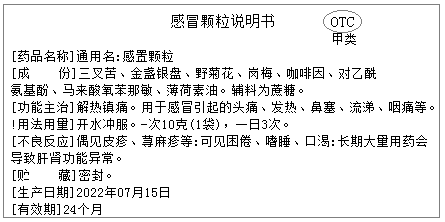 感冒颗粒说明书
OTC
甲类
[药品名称]通用名:感置颗粒
[成　　份]三叉苦、金盏银盘、野菊花、岗梅、咖啡因、对乙酰
氨基酚、马来酸氧苯那敏、薄荷素油。辅料为蔗糖。
[功能主治]解热镇痛。用于感冒引起的头痛、发热、鼻塞、流涕、咽痛等。
!用法用量]开水冲服。-次10克(1袋)，一日3次。
[不良反应]偶见皮疹、荨麻疹等:可见困倦、嗜睡、口渴:长期大量用药会
导致肝肾功能异常。
[贮　　藏]密封。
[生产日期]2022年07月15日
[有效期]24个月